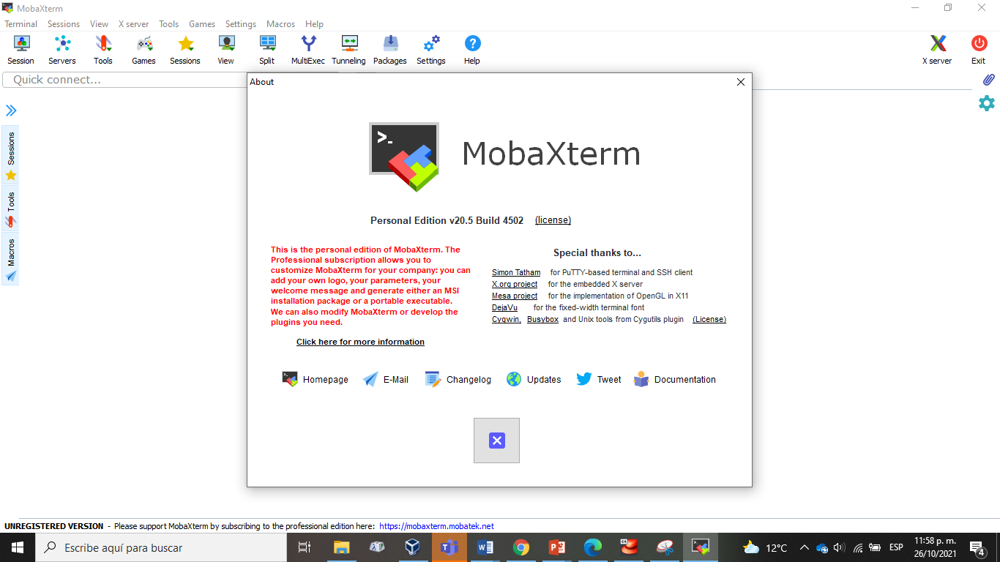 MobaXterm
Terminal Sessions View X server Tools Games Settings Macros Help
Session Servers Tools Games Sessions View Split MultiExec Tunneling Packages Settings Help X server Exit
Quick connect...
About
Sessions
Tools
Macros
>_
MobaXterm
Personal Edition v20.5 Build 4502 (license)
This is the personal edition of MobaXterm. The
Professional subscription allows you to
customize MobaXterm for your company: you can
add your own logo, your parameters, your
welcome message and generate either an MSI
installation package or a portable executable.
We can also modify MobaXterm or develop the
plugins you need.
Click here for more information
Special thanks to...
Simon Tatham for PuTTY-based terminal and SSH client
X.org project for the embedded X server
Mesa project for the implementation of OpenGL in X11
DejaVu for the fixed-width terminal font
Cygwin, Busybox and Unix tools from Cygutils plugin (License)
Homepage E-Mail Changelog Updates Tweet Documentation
UNREGISTERED VERSION - Please support MobaXterm by subscribing to the professional edition here: https://mobaxterm.mobatek.net
Escribe aquí para buscar
12°C
ESP
11:58 p. m.
26/10/2021
4